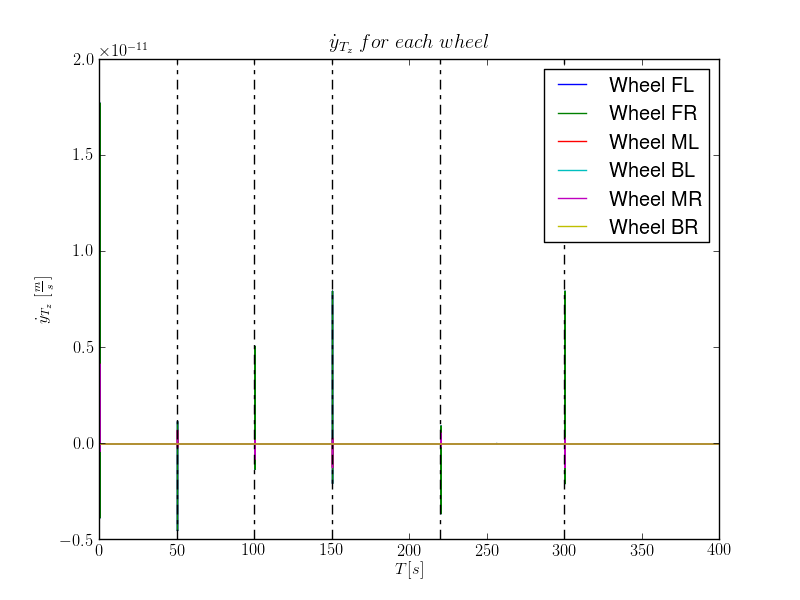 ẏ_{T_z} for each wheel
×10^{−11}
2.0
1.5
1.0
0.5
0.0
−0.5
ẏ_{T_z} [m/s]
Wheel FL
Wheel FR
Wheel ML
Wheel BL
Wheel MR
Wheel BR
0 50 100 150 200 250 300 350 400
T[s]